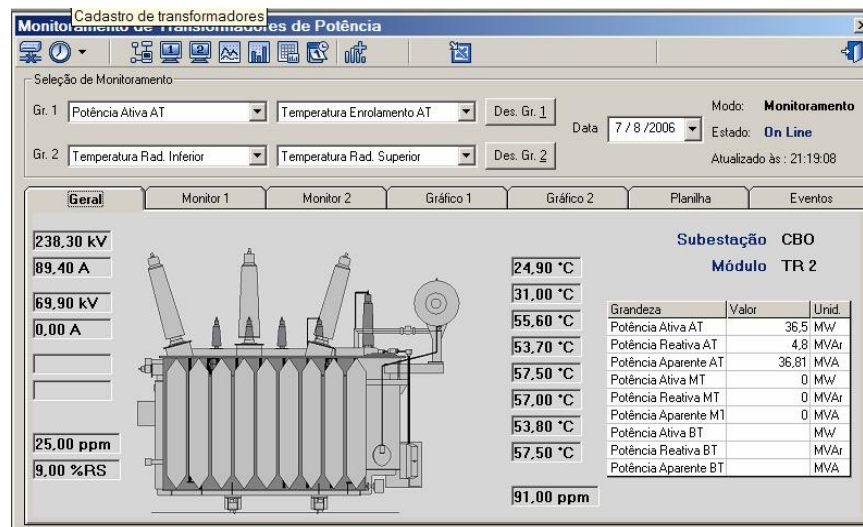 Cadastro de transformadores
Monitoramento de Transformadores de Potência
Seleção de Monitoramento
Gr. 1 Potência Ativa AT Temperatura Enrolamento AT Des. Gr. 1
Data 7 / 8 /2006
Modo: Monitoramento
Estado: On Line
Gr. 2 Temperatura Rad. Inferior Temperatura Rad. Superior Des. Gr. 2
Atualizado às : 21:19:08
Geral Monitor 1 Monitor 2 Gráfico 1 Gráfico 2 Planilha Eventos
238,30 kV
89,40 A
69,90 kV
0,00 A
25,00 ppm
9,00 %RS
24,90 °C
31,00 °C
55,60 °C
53,70 °C
57,50 °C
57,00 °C
53,80 °C
57,50 °C
91,00 ppm
Subestação CBO
Módulo TR 2
Grandeza Valor Unid.
Potência Ativa AT 36,5 MW
Potência Reativa AT 4,8 MVAr
Potência Aparente AT 36,81 MVA
Potência Ativa MT 0 MW
Potência Reativa MT 0 MVAr
Potência Aparente MT 0 MVA
Potência Ativa BT MW
Potência Reativa BT MVAr
Potência Aparente BT MVA